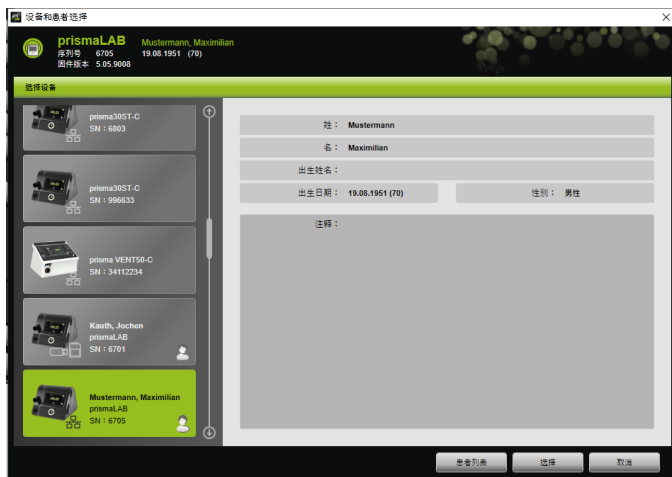 设备和患者选择
prismaLAB Mustermann, Maximilian
序列号 6705 19.08.1951 (70)
固件版本 5.05.9008
选择设备
prisma30ST-C
SN：6803
prisma30ST-C
SN：996633
prisma VENT50-C
SN：34112234
Kauth, Jochen
prismaLAB
SN：6701
Mustermann, Maximilian
prismaLAB
SN：6705
姓： Mustermann
名： Maximilian
出生姓名：
出生日期： 19.08.1951 (70) 性别： 男性
注释：
患者列表 选择 取消